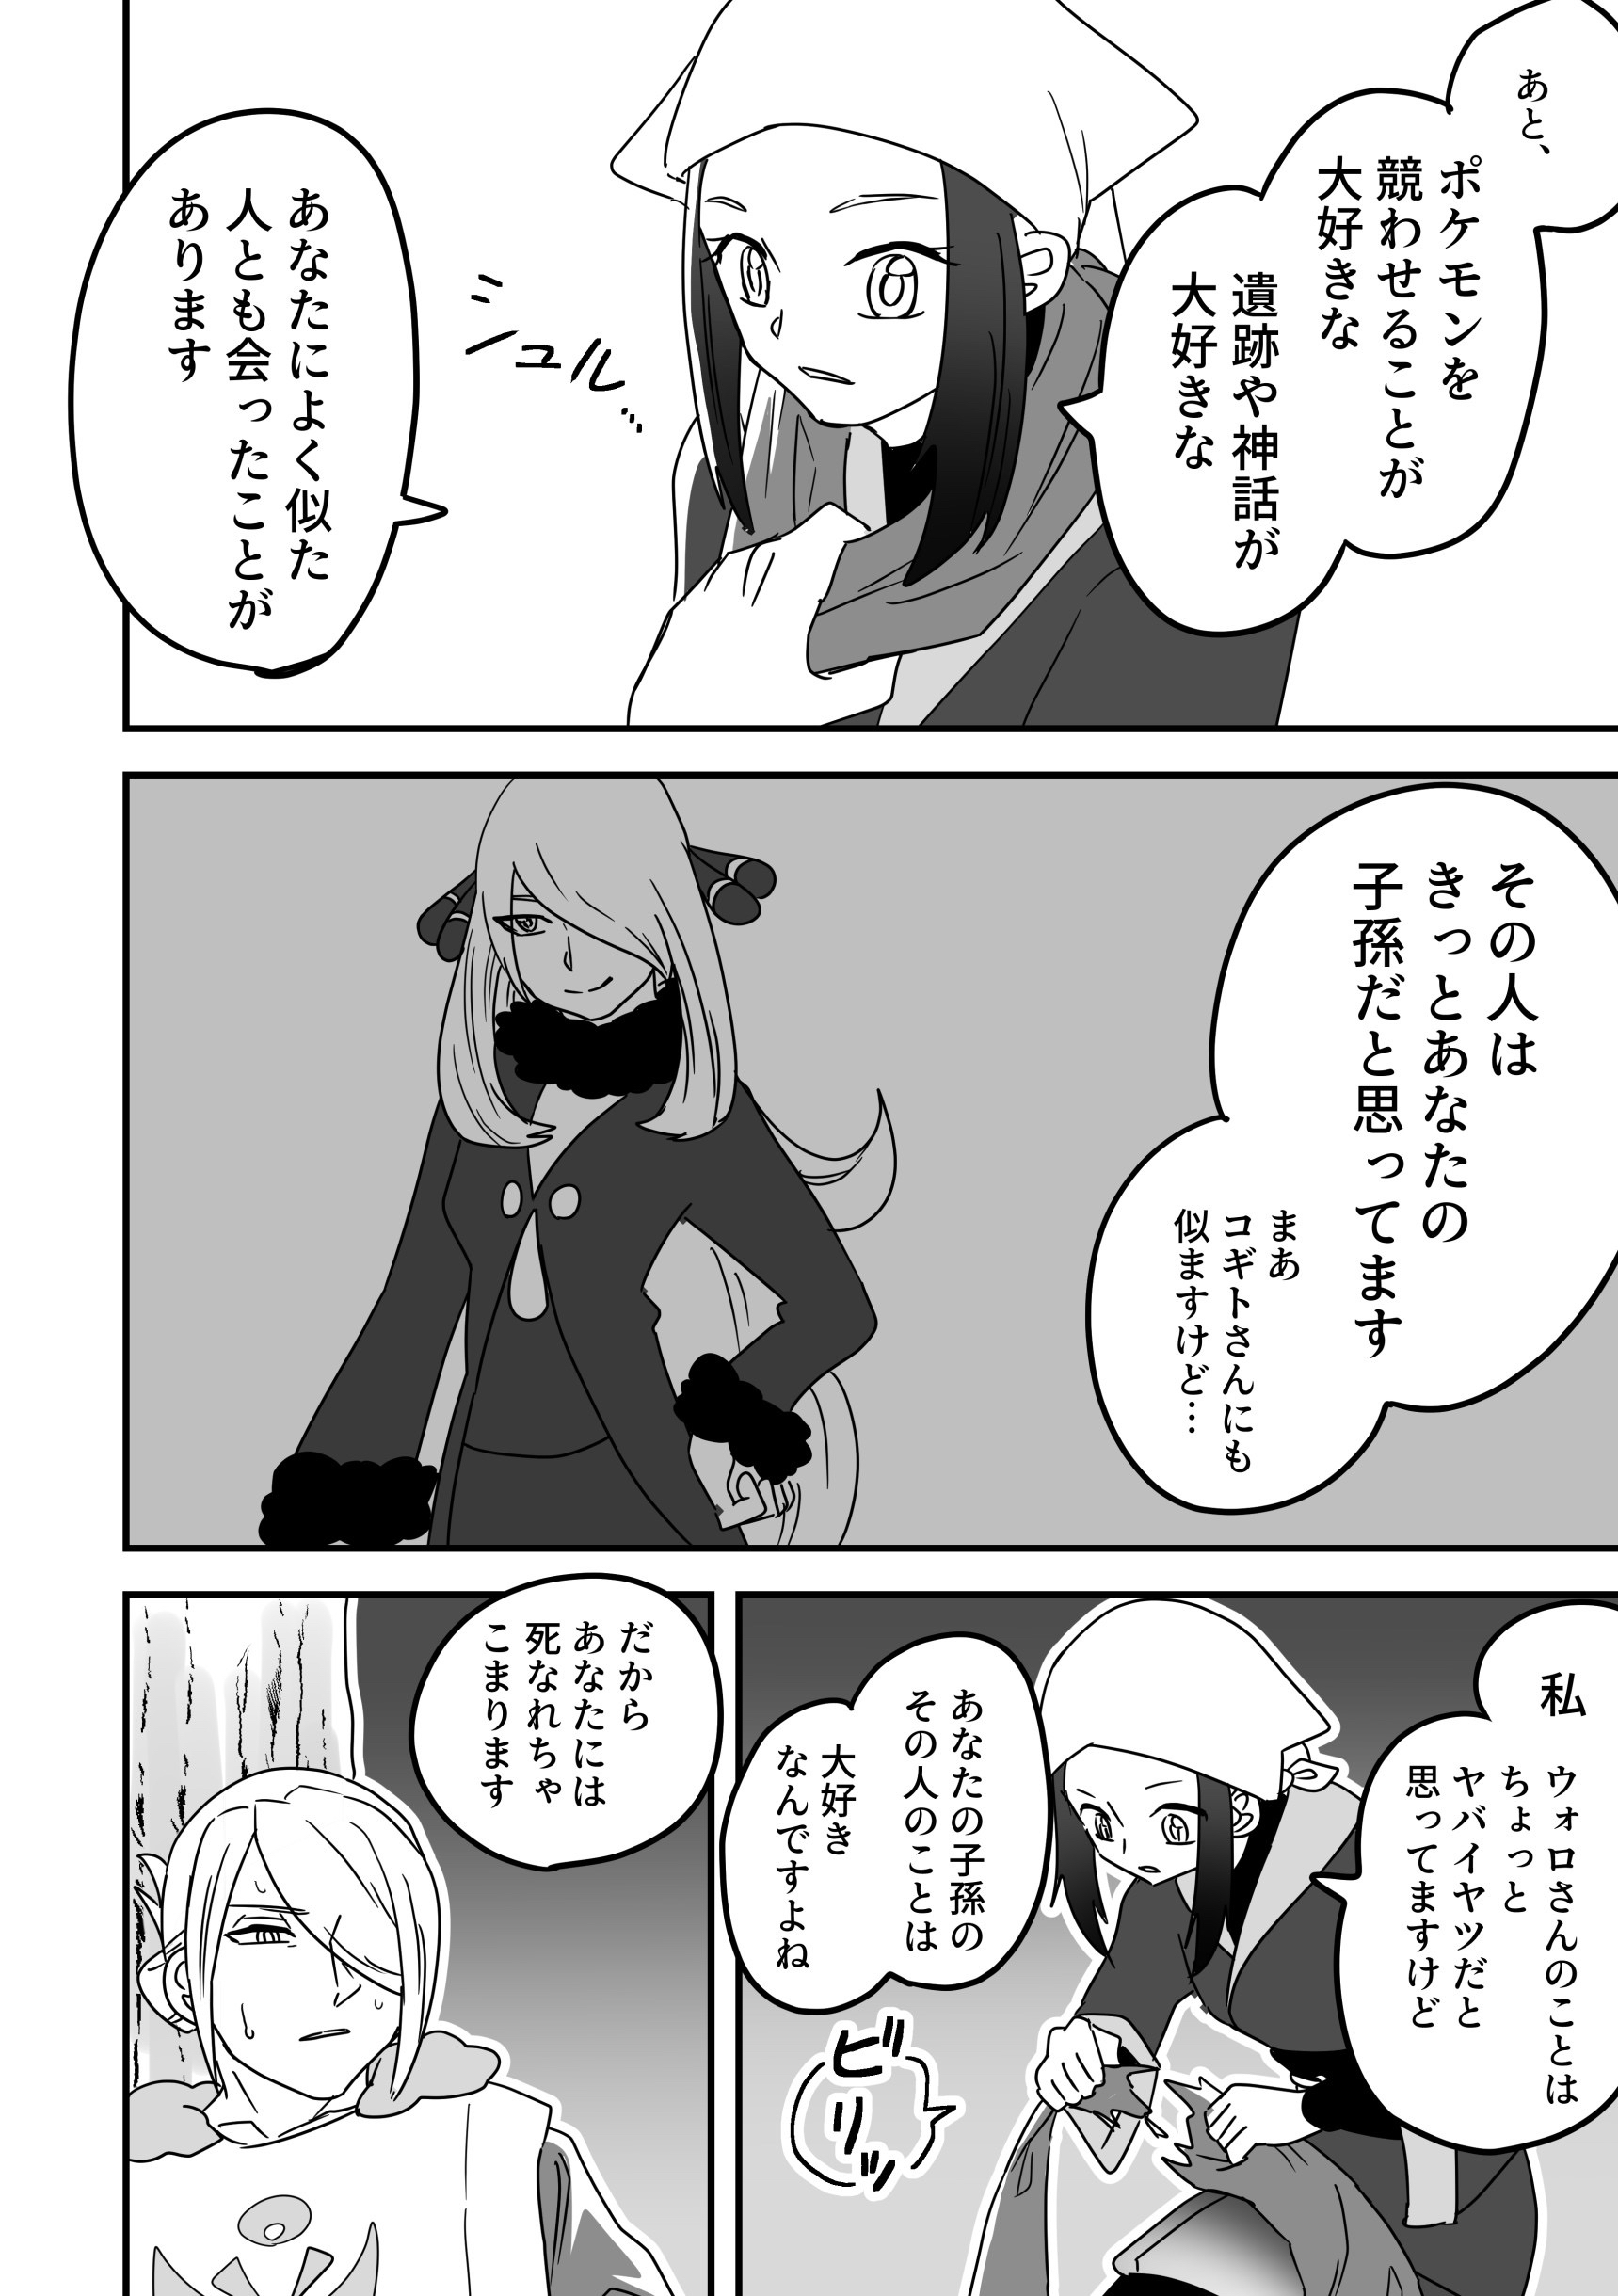 あと、
ポケモンを
競わせることが
大好きな
遺跡や神話が
大好きな
シュルッ…
あなたによく似た
人とも会ったことが
あります
その人は
きっとあなたの
子孫だと思ってます
まあ
コギトさんにも
似ますけど…
私
ウォロさんのことは
ちょっと
ヤバイヤツだと
思ってますけど
あなたの子孫の
その人のことは
大好き
なんですよね
ビリッ
だから
あなたには
死なれちゃ
こまります